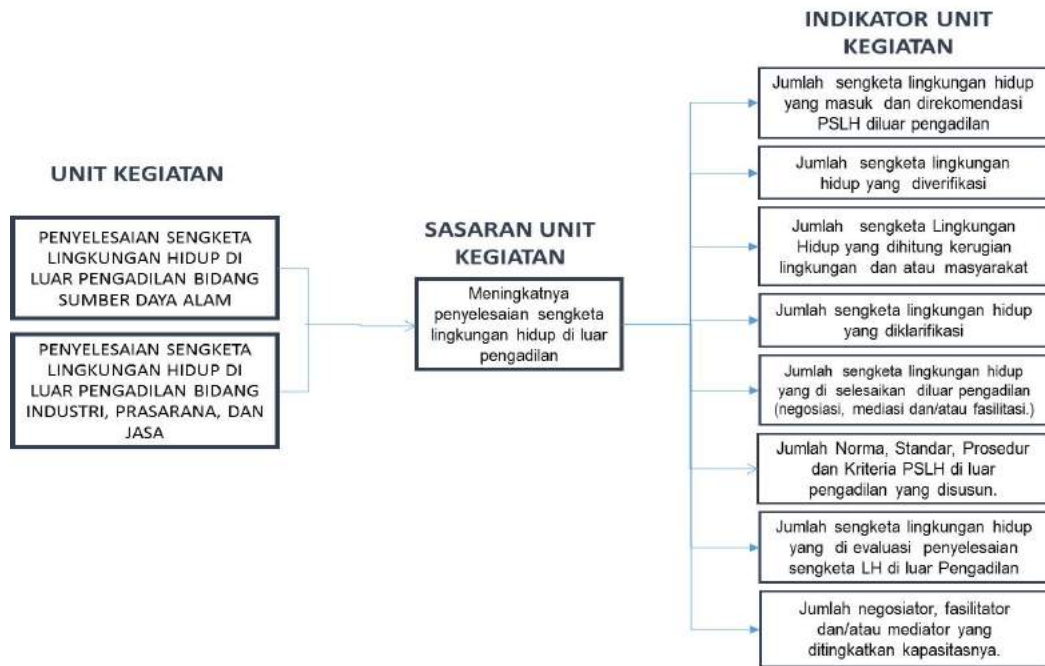 UNIT KEGIATAN
PENYELESAIAN SENGKETA
LINGKUNGAN HIDUP DI
LUAR PENGADILAN BIDANG
SUMBER DAYA ALAM
PENYELESAIAN SENGKETA
LINGKUNGAN HIDUP DI
LUAR PENGADILAN BIDANG
INDUSTRI, PRASARANA, DAN
JASA
SASARAN UNIT
KEGIATAN
Meningkatnya
penyelesaian sengketa
lingkungan hidup di luar
pengadilan
INDIKATOR UNIT
KEGIATAN
Jumlah sengketa lingkungan hidup
yang masuk dan direkomendasi
PSLH diluar pengadilan
Jumlah sengketa lingkungan
hidup yang diverifikasi
Jumlah sengketa Lingkungan
Hidup yang dihitung kerugian
lingkungan dan atau masyarakat
Jumlah sengketa lingkungan hidup
yang diklarifikasi
Jumlah sengketa lingkungan hidup
yang di selesaikan diluar pengadilan
(negosiasi, mediasi dan/atau fasilitasi.)
Jumlah Norma, Standar, Prosedur
dan Kriteria PSLH di luar
pengadilan yang disusun.
Jumlah sengketa lingkungan hidup
yang di evaluasi penyelesaian
sengketa LH di luar Pengadilan
Jumlah negosiator, fasilitator
dan/atau mediator yang
ditingkatkan kapasitasnya.